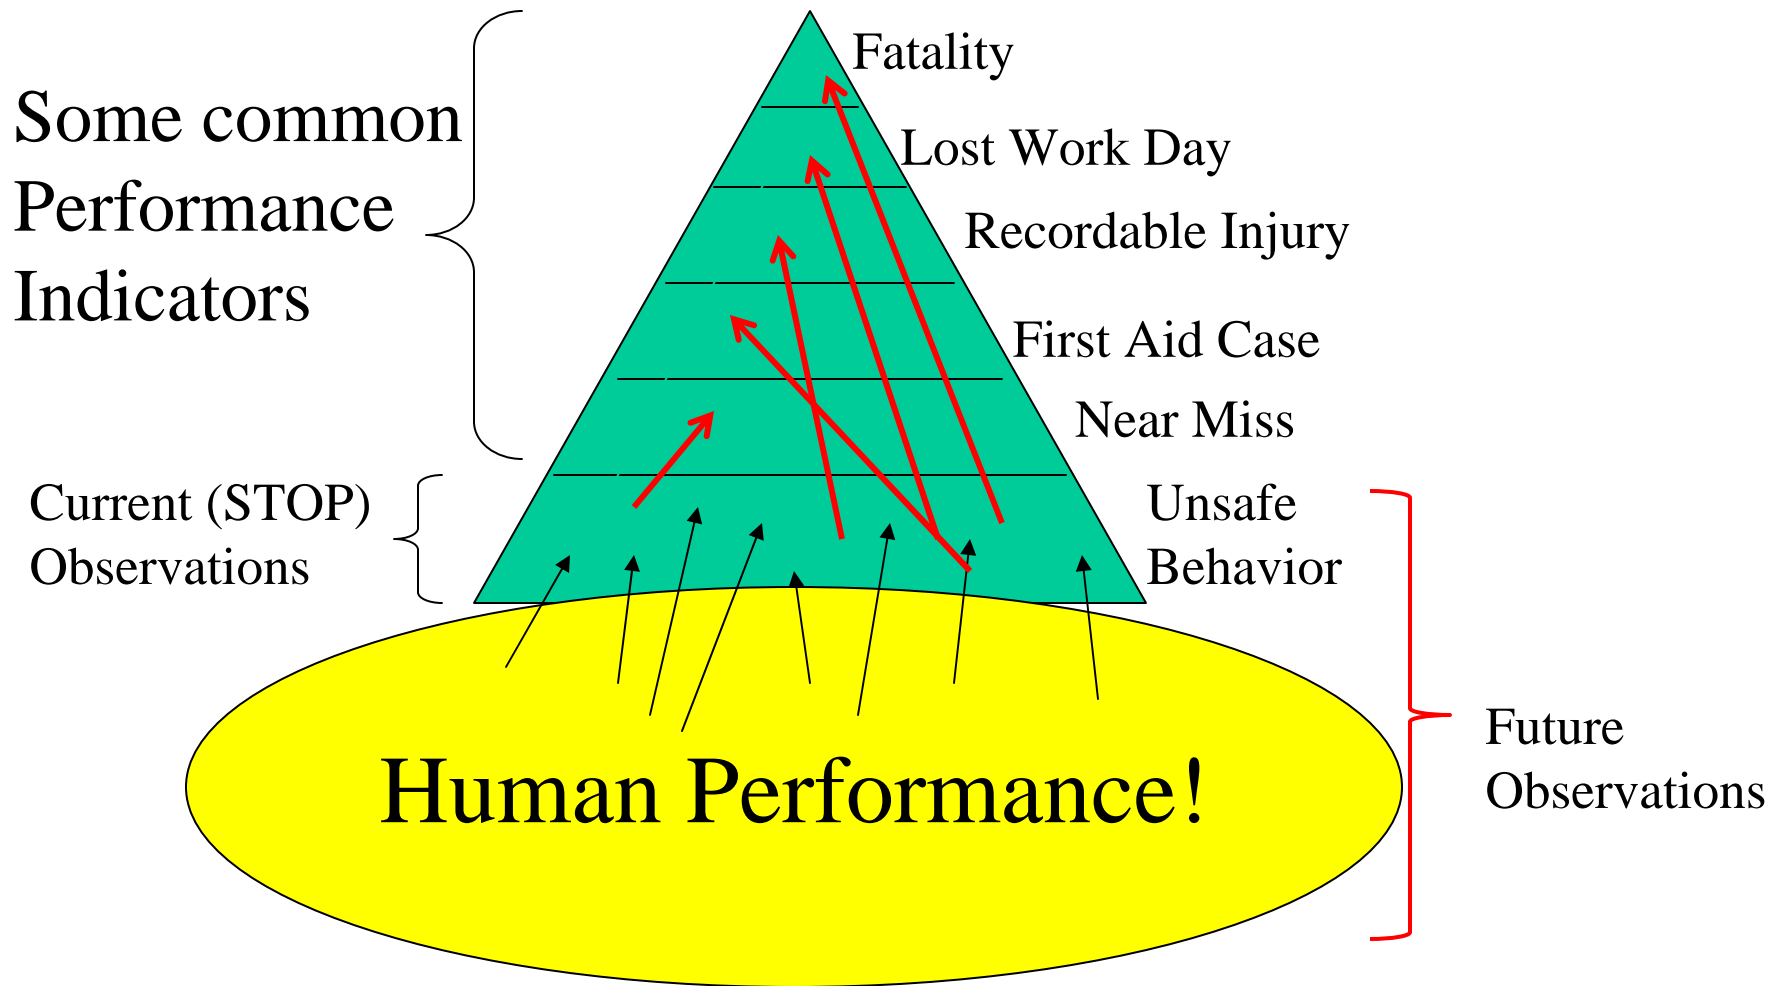 Some common
Performance
Indicators
Fatality
Lost Work Day
Recordable Injury
First Aid Case
Near Miss
Current (STOP)
Observations
Unsafe
Behavior
Future
Observations
Human Performance!